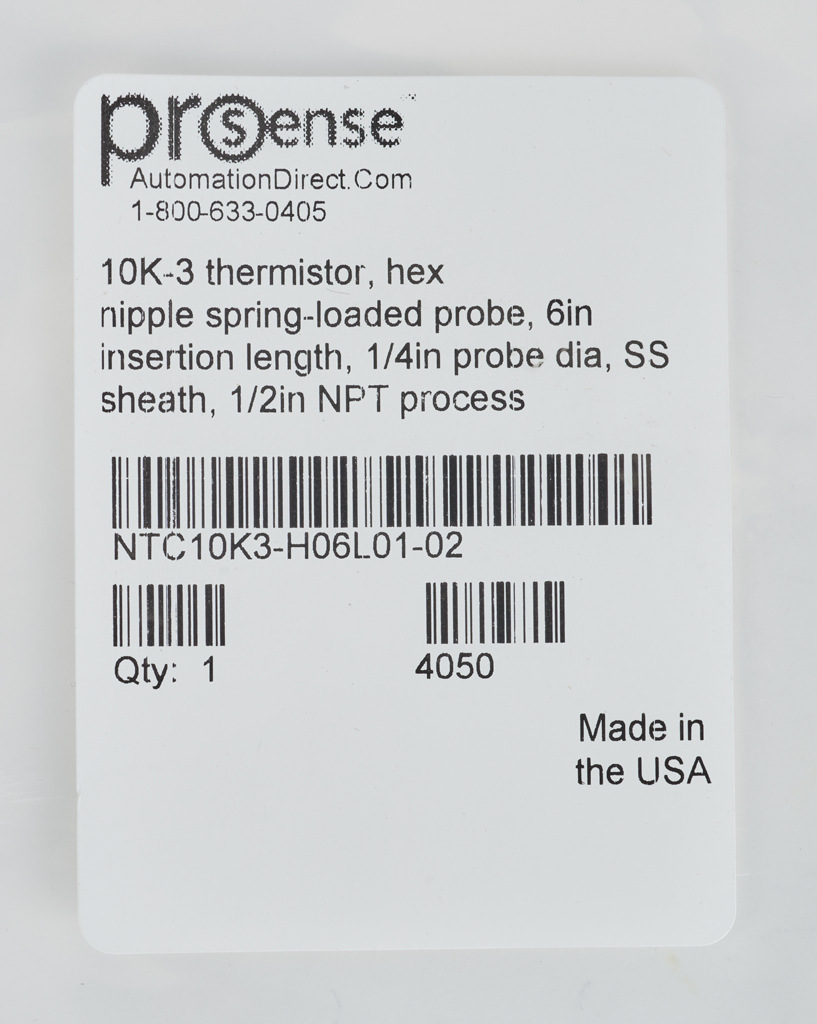 prosense
AutomationDirect.Com
1-800-633-0405
10K-3 thermistor, hex
nipple spring-loaded probe, 6in
insertion length, 1/4in probe dia, SS
sheath, 1/2in NPT process
NTC10K3-H06L01-02
Qty: 1
4050
Made in
the USA